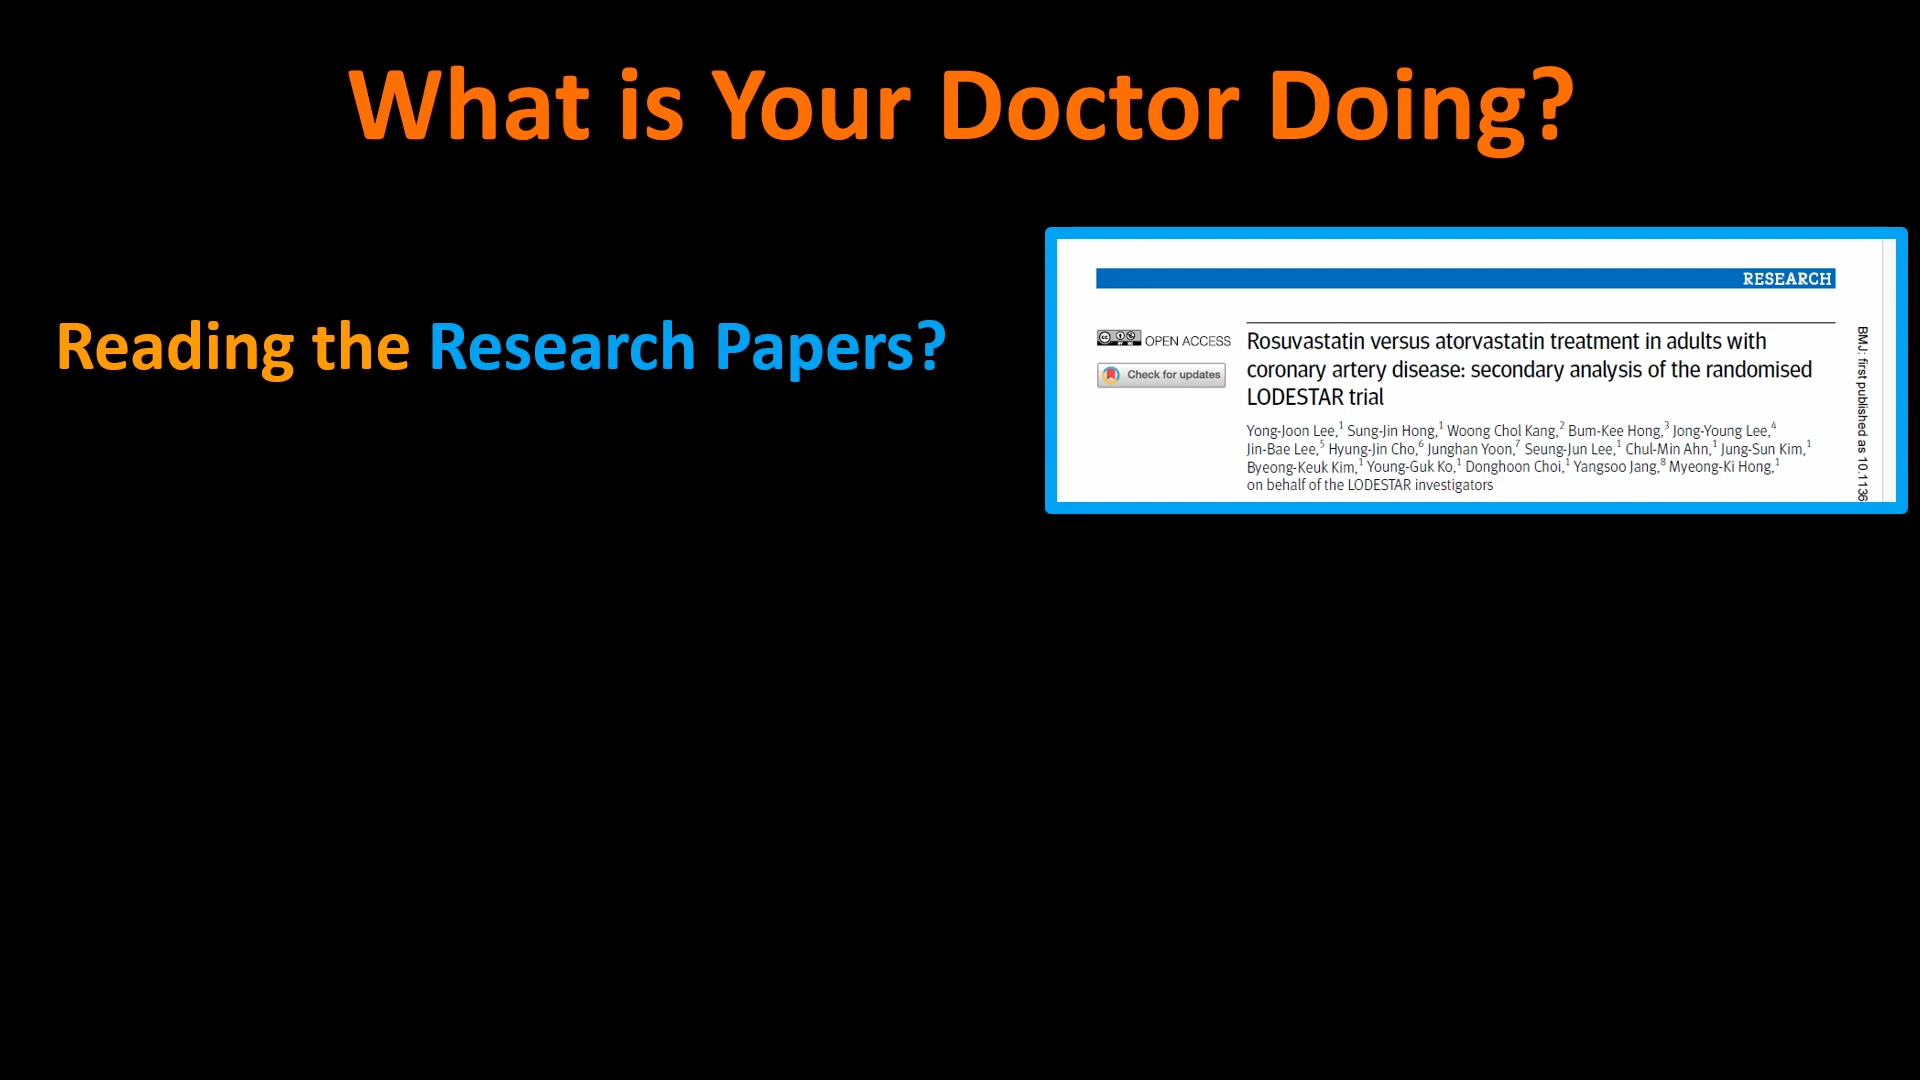 What is Your Doctor Doing?
Reading the Research Papers?
RESEARCH
OPEN ACCESS
Check for updates
Rosuvastatin versus atorvastatin treatment in adults with
coronary artery disease: secondary analysis of the randomised
LODESTAR trial
Yong-Joon Lee,1 Sung-Jin Hong,1 Woong Chol Kang,2 Bum-Kee Hong,3 Jong-Young Lee,4
Jin-Bae Lee,5 Hyung-Jin Cho,6 Junghan Yoon,7 Seung-Jun Lee,1 Chul-Min Ahn,1 Jung-Sun Kim,1
Byeong-Keuk Kim,1 Young-Guk Ko,1 Donghoon Choi,1 Yangsoo Jang,8 Myeong-Ki Hong,1
on behalf of the LODESTAR investigators
BMJ: first published as 10.1136